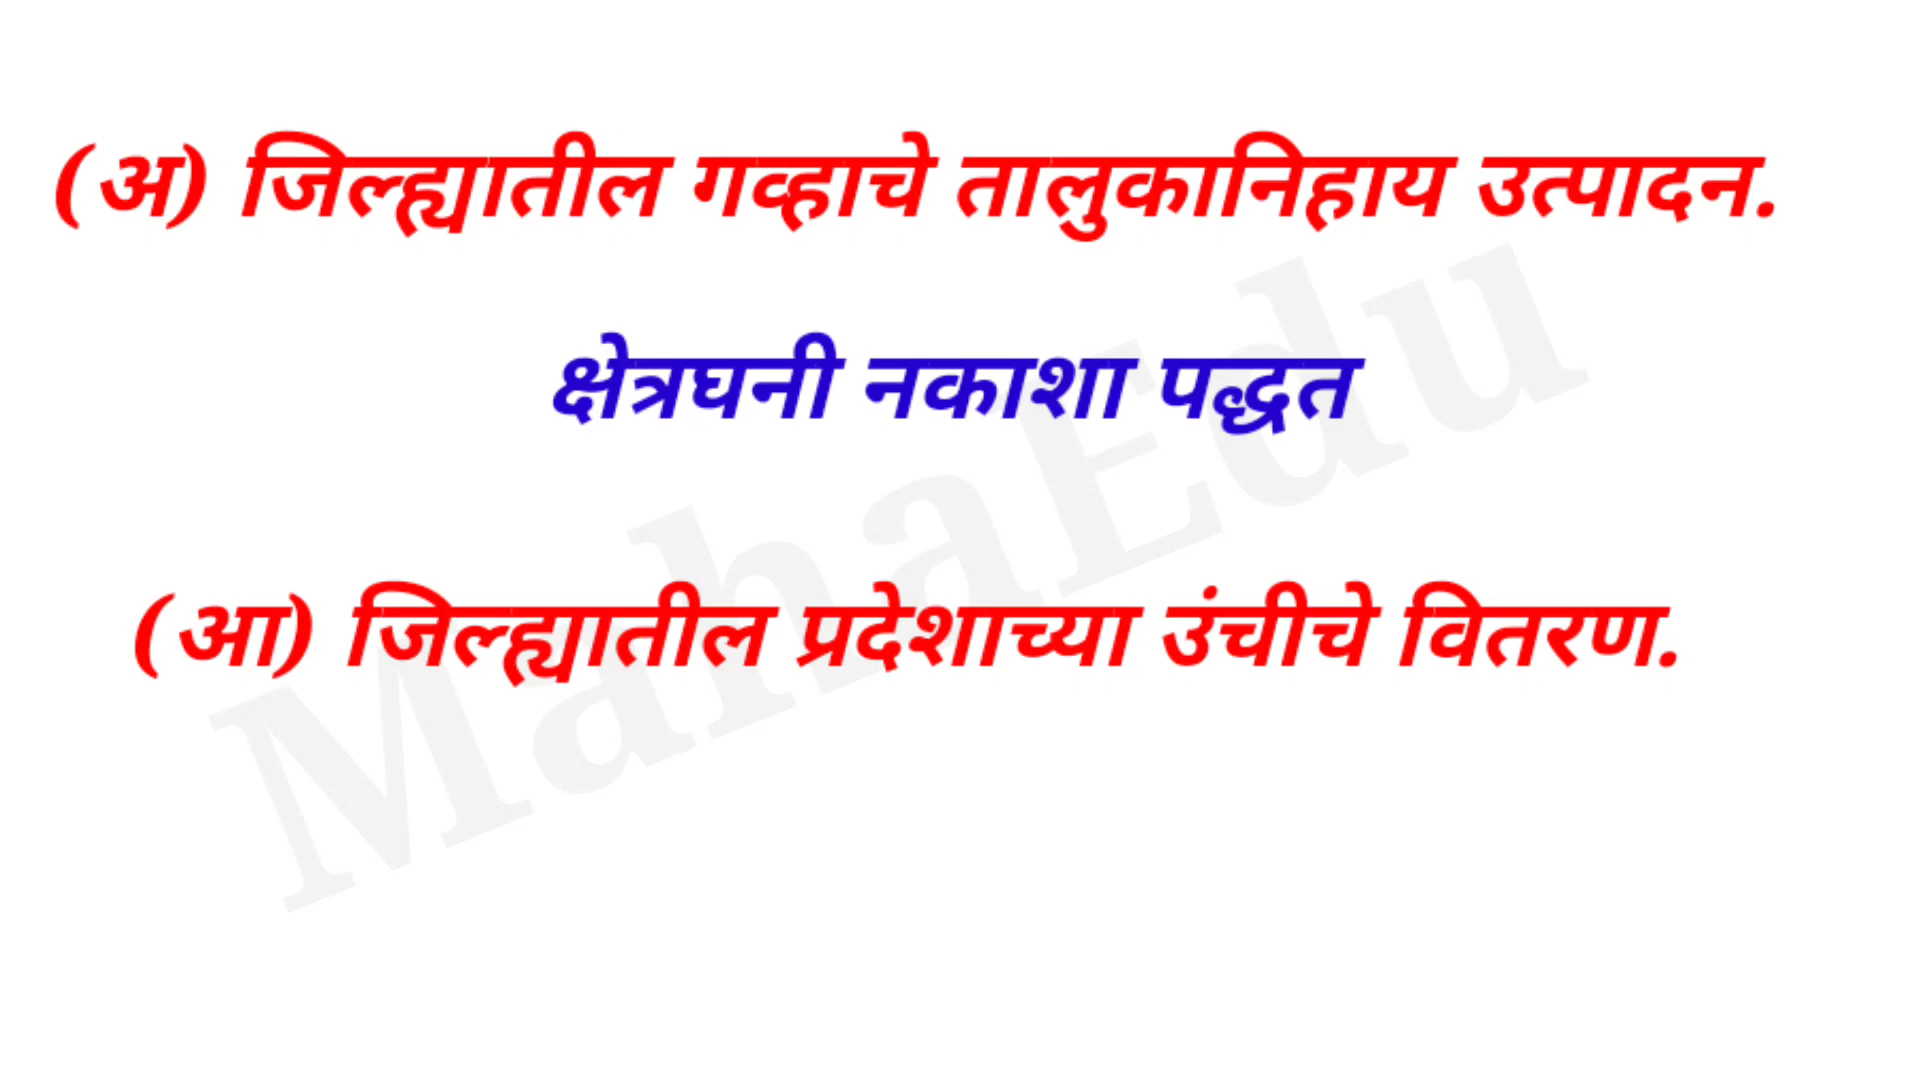 (अ) जिल्ह्यातील गव्हाचे तालुकानिहाय उत्पादन.
क्षेत्रघनी नकाशा पद्धत
(आ) जिल्ह्यातील प्रदेशाच्या उंचीचे वितरण.
MahaEdu